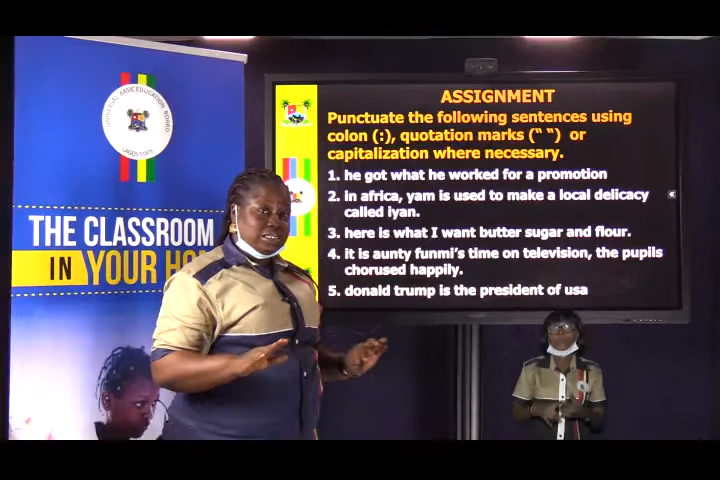 UNIVERSAL BASIC EDUCATION BOARD
LAGOS STATE
THE CLASSROOM
IN YOUR HO
ASSIGNMENT
Punctuate the following sentences using
colon (:), quotation marks (“ “) or
capitalization where necessary.
1. he got what he worked for a promotion
2. in africa, yam is used to make a local delicacy
called iyan.
3. here is what I want butter sugar and flour.
4. it is aunty funmi’s time on television, the pupils
chorused happily.
5. donald trump is the president of usa